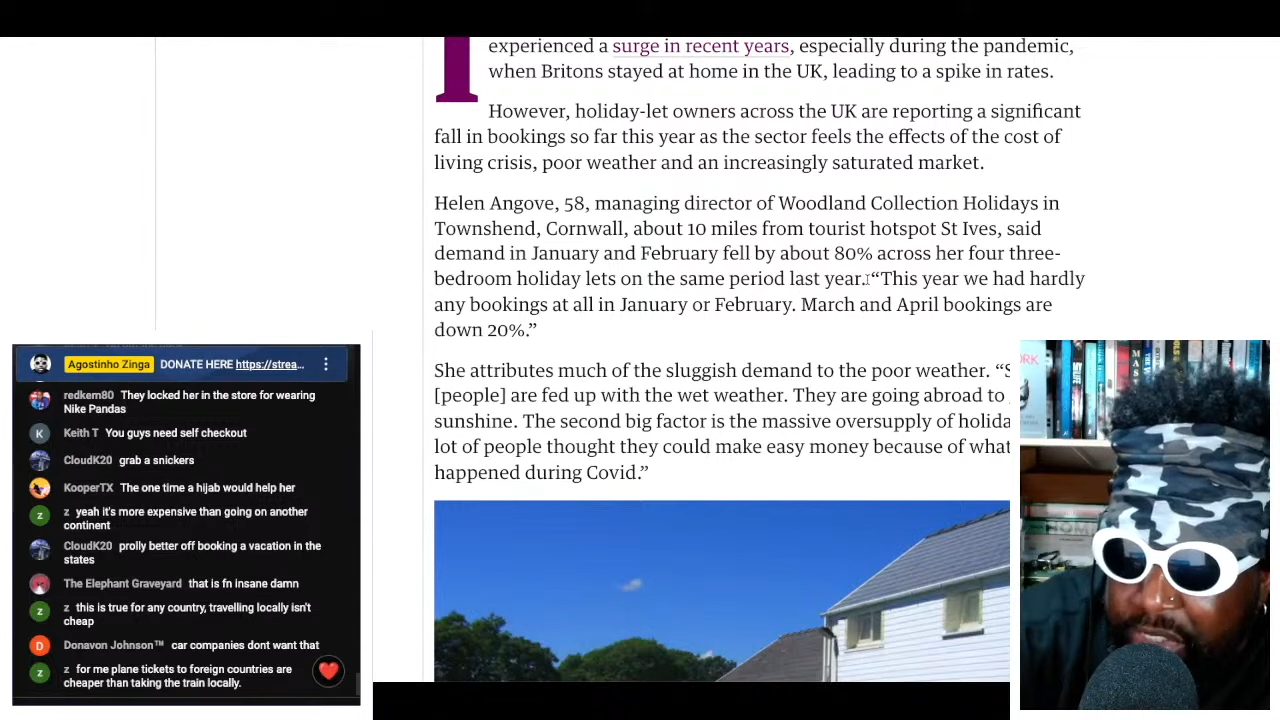 experienced a surge in recent years, especially during the pandemic,
when Britons stayed at home in the UK, leading to a spike in rates.
However, holiday-let owners across the UK are reporting a significant
fall in bookings so far this year as the sector feels the effects of the cost of
living crisis, poor weather and an increasingly saturated market.
Helen Angove, 58, managing director of Woodland Collection Holidays in
Townshend, Cornwall, about 10 miles from tourist hotspot St Ives, said
demand in January and February fell by about 80% across her four three-
bedroom holiday lets on the same period last year. “This year we had hardly
any bookings at all in January or February. March and April bookings are
down 20%.”
She attributes much of the sluggish demand to the poor weather. “S
[people] are fed up with the wet weather. They are going abroad to
sunshine. The second big factor is the massive oversupply of holida
lot of people thought they could make easy money because of what
happened during Covid.”
Agostinho Zinga DONATE HERE https://strea...
redkem80 They locked her in the store for wearing
Nike Pandas
K Keith T You guys need self checkout
CloudK20 grab a snickers
KooperTX The one time a hijab would help her
z z yeah it's more expensive than going on another
continent
CloudK20 prolly better off booking a vacation in the
states
The Elephant Graveyard that is fn insane damn
z z this is true for any country, travelling locally isn't
cheap
D Donavon Johnson™ car companies dont want that
z z for me plane tickets to foreign countries are
cheaper than taking the train locally.